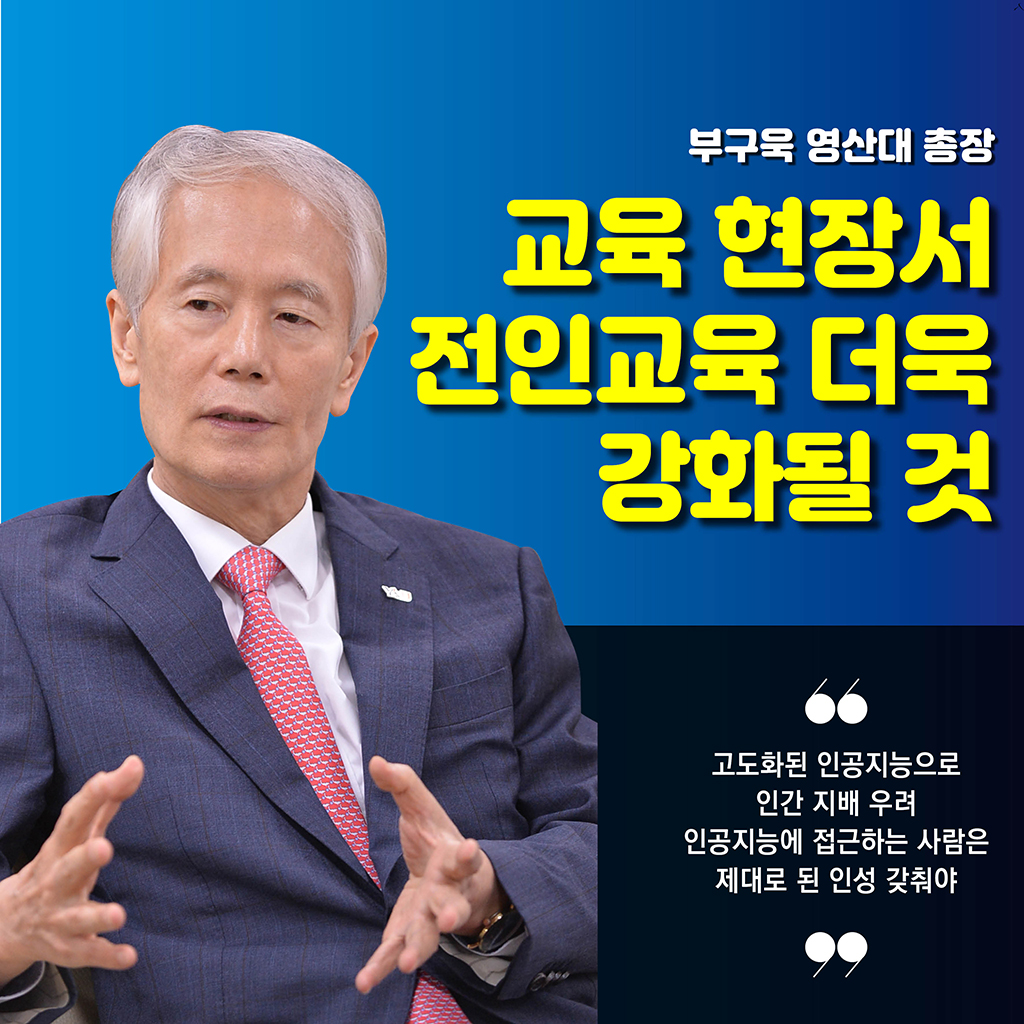 부구욱 영산대 총장
교육 현장서
전인교육 더욱
강화될 것
❝
고도화된 인공지능으로
인간 지배 우려
인공지능에 접근하는 사람은
제대로 된 인성 갖춰야
❞